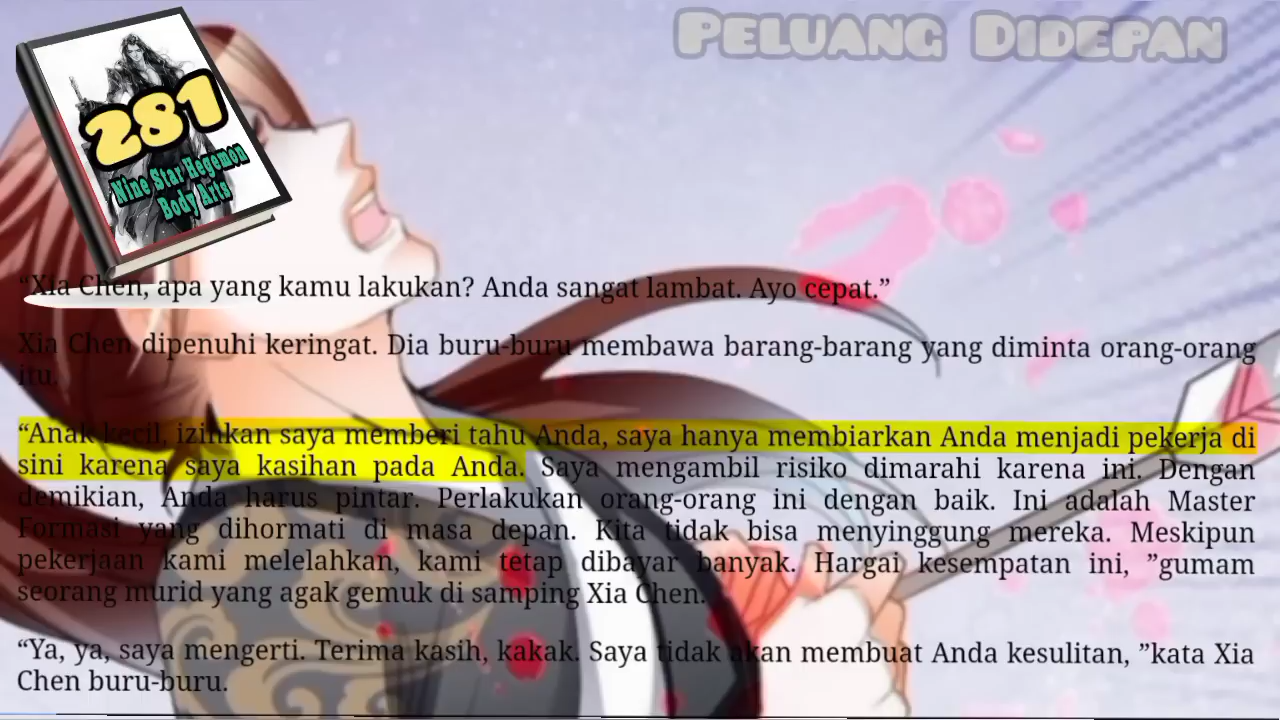 Peluang Didepan
281
Nine Star Hegemon
Body Arts
“Xia Chen, apa yang kamu lakukan? Anda sangat lambat. Ayo cepat.”
Xia Chen dipenuhi keringat. Dia buru-buru membawa barang-barang yang diminta orang-orang
itu.
“Anak kecil, izinkan saya memberi tahu Anda, saya hanya membiarkan Anda menjadi pekerja di
sini karena saya kasihan pada Anda. Saya mengambil risiko dimarahi karena ini. Dengan
demikian, Anda harus pintar. Perlakukan orang-orang ini dengan baik. Ini adalah Master
Formasi yang dihormati di masa depan. Kita tidak bisa menyinggung mereka. Meskipun
pekerjaan kami melelahkan, kami tetap dibayar banyak. Hargai kesempatan ini, ”gumam
seorang murid yang agak gemuk di samping Xia Chen.
“Ya, ya, saya mengerti. Terima kasih, kakak. Saya tidak akan membuat Anda kesulitan, ”kata Xia
Chen buru-buru.